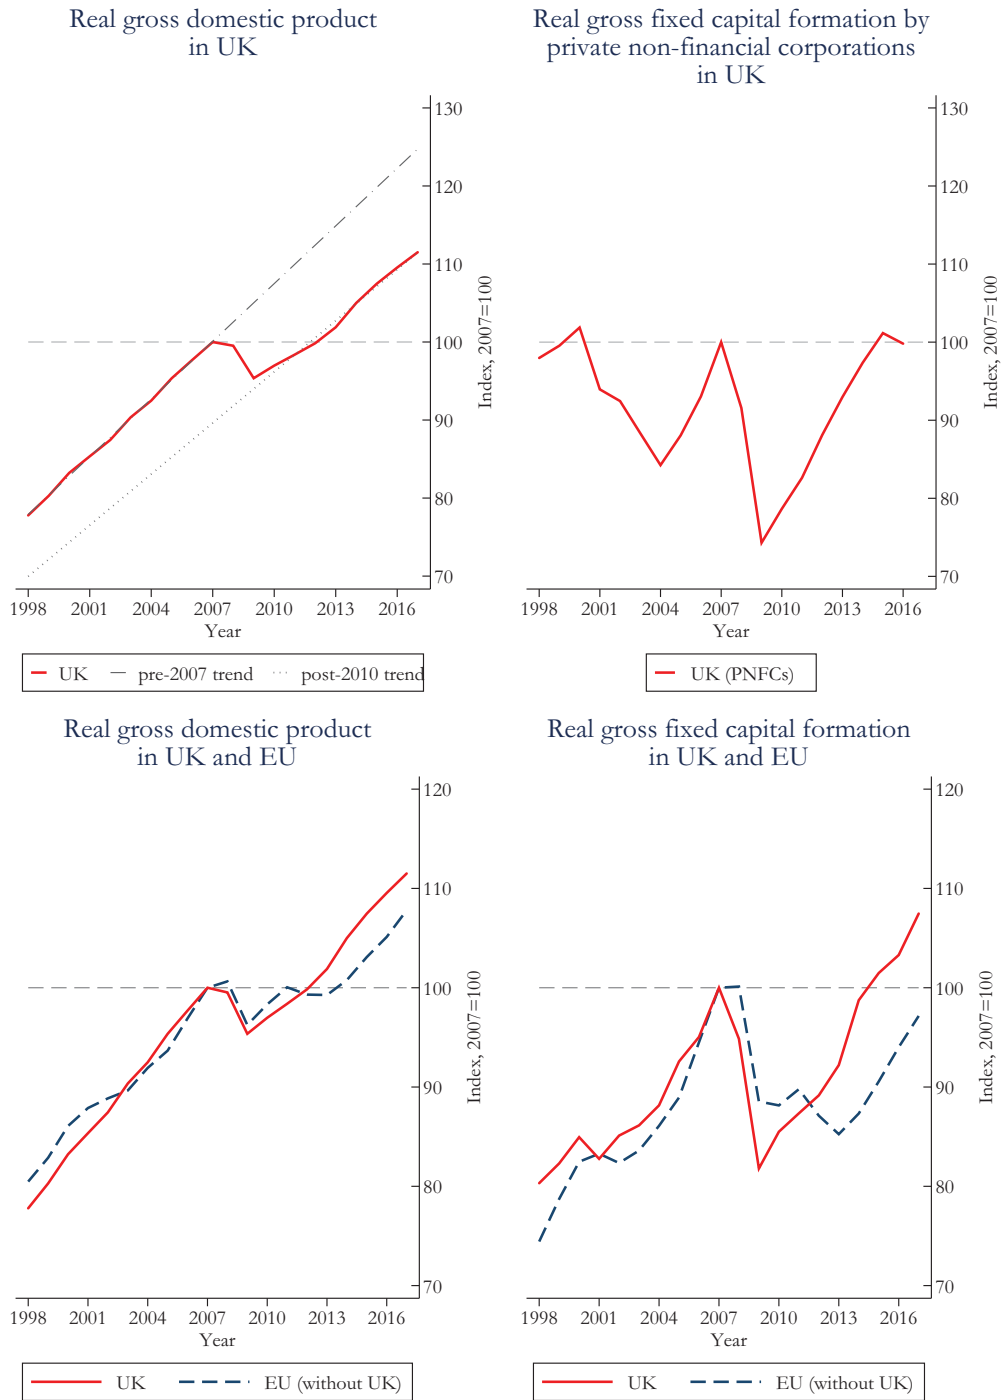 Real gross domestic product
in UK
130
120
110
100
90
80
70
Index, 2007=100
1998 2001 2004 2007 2010 2013 2016
Year
UK pre-2007 trend post-2010 trend
Real gross fixed capital formation by
private non-financial corporations
in UK
130
120
110
100
90
80
70
Index, 2007=100
1998 2001 2004 2007 2010 2013 2016
Year
UK (PNFCs)
Real gross domestic product
in UK and EU
120
110
100
90
80
70
Index, 2007=100
1998 2001 2004 2007 2010 2013 2016
Year
UK EU (without UK)
Real gross fixed capital formation
in UK and EU
120
110
100
90
80
70
Index, 2007=100
1998 2001 2004 2007 2010 2013 2016
Year
UK EU (without UK)